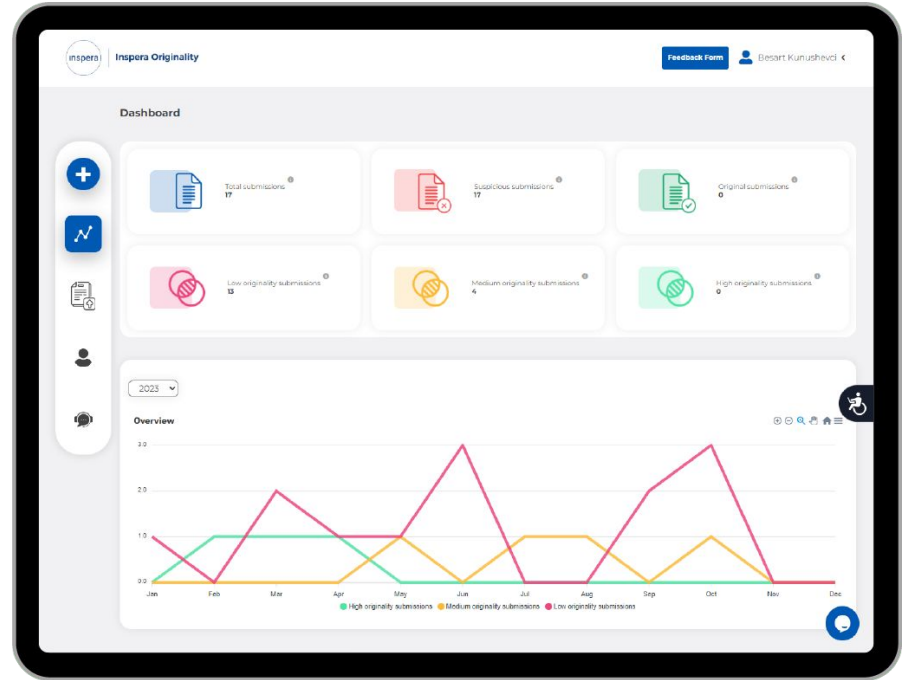 inspera
Inspera Originality
Feedback Form
Besart Kunushevci
Dashboard
Total submissions
17
Suspicious submissions
17
Original submissions
0
Low originality submissions
13
Medium originality submissions
4
High originality submissions
0
2023
Overview
3.0
2.0
1.0
0.0
Jan Feb Mar Apr May Jun Jul Aug Sep Oct Nov Dec
High originality submissions Medium originality submissions Low originality submissions